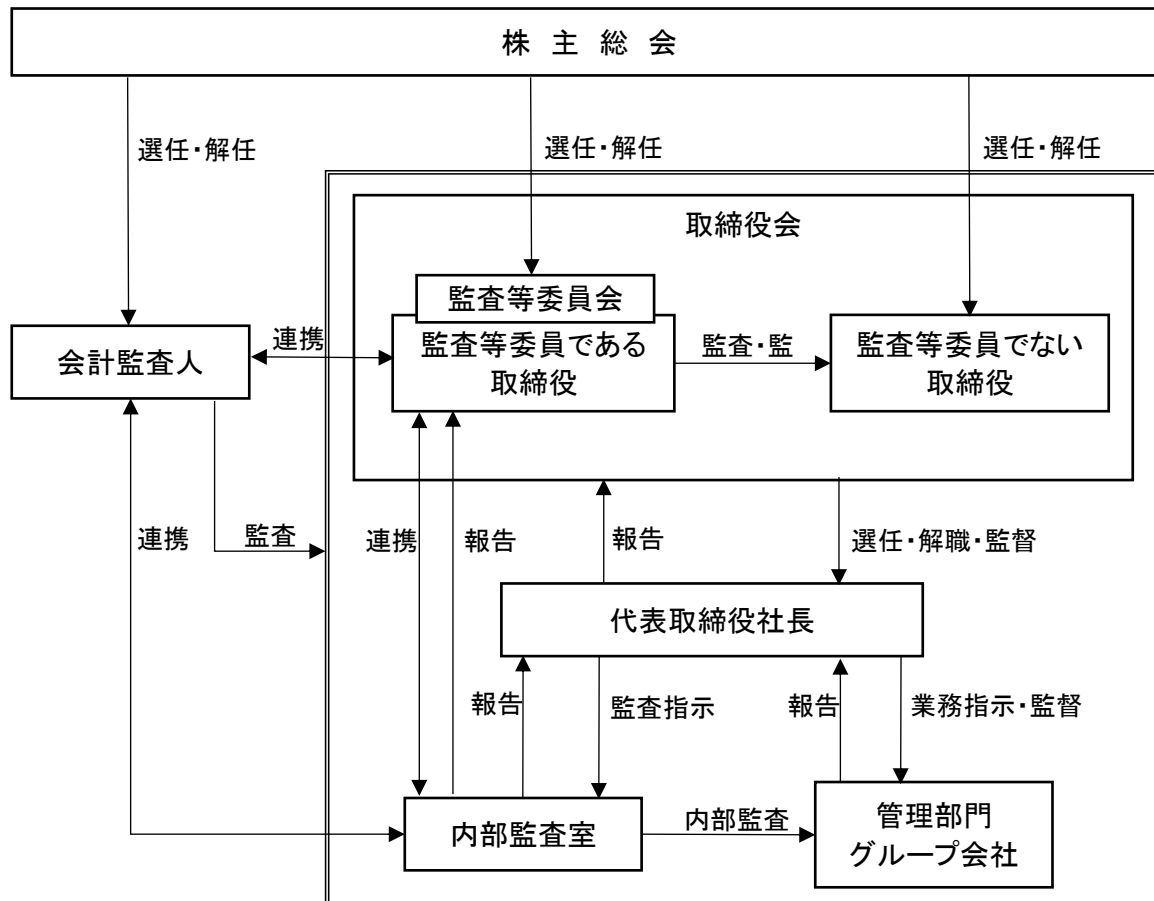 株 主 総 会
選任・解任
選任・解任
選任・解任
取締役会
監査等委員会
監査等委員である
取締役
監査・監
監査等委員でない
取締役
会計監査人
連携
連携
監査
連携
報告
報告
選任・解職・監督
代表取締役社長
報告
監査指示
報告
業務指示・監督
内部監査室
内部監査
管理部門
グループ会社